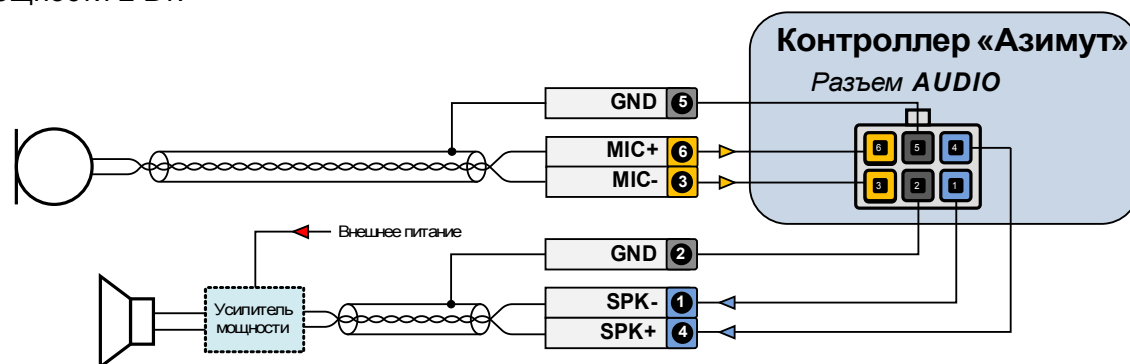 Контроллер «Азимут»
Разъем AUDIO
GND 5
MIC+ 6
MIC- 3
6 5 4
3 2 1
Внешнее питание
GND 2
SPK- 1
SPK+ 4
Усилитель
мощности